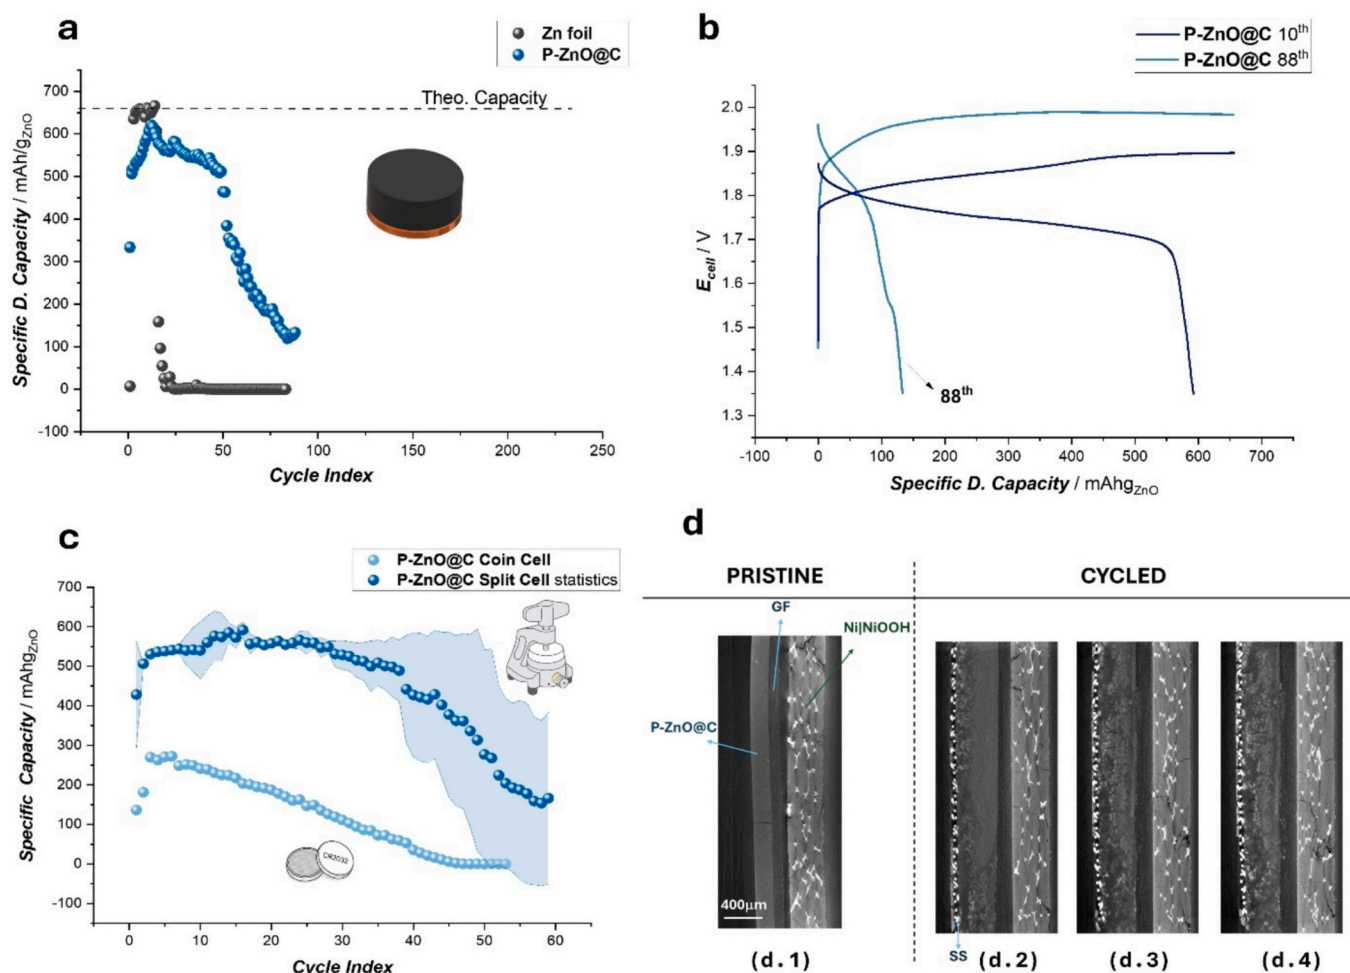 a
Zn foil
P-ZnO@C
Theo. Capacity
700
600
500
400
300
200
100
0
-100
0 25 50 75 100 125 150 175 200 225 250
Specific D. Capacity / mAh/gZnO
Cycle Index
b
P-ZnO@C 10th
P-ZnO@C 88th
2.0
1.9
1.8
1.7
1.6
1.5
1.4
1.3
88th
-100 0 100 200 300 400 500 600 700
Ecell / V
Specific D. Capacity / mAhgZnO
c
P-ZnO@C Coin Cell
P-ZnO@C Split Cell statistics
700
600
500
400
300
200
100
0
-100
CR2032
0 10 20 30 40 50 60
Specific Capacity / mAhgZnO
Cycle Index
d
PRISTINE
CYCLED
GF
Ni|NiOOH
P-ZnO@C
400μm
SS
(d.1)
(d.2)
(d.3)
(d.4)